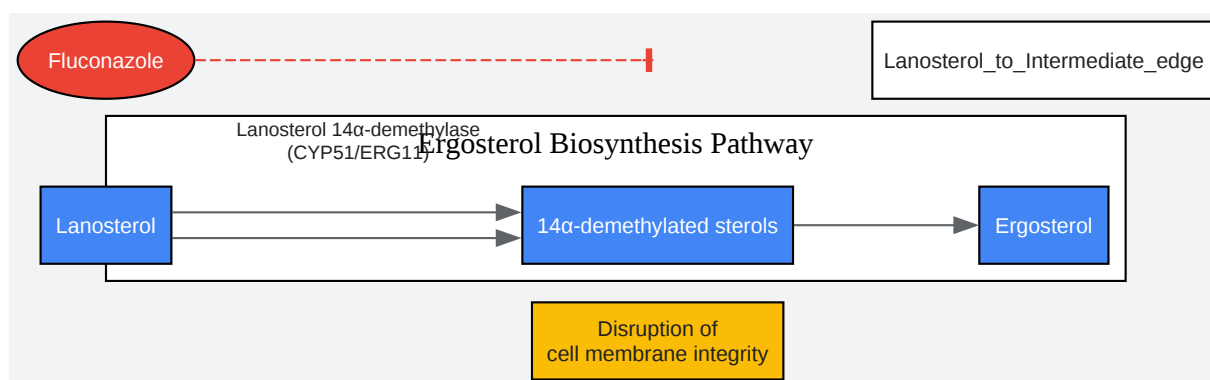 Fluconazole
Lanosterol_to_Intermediate_edge
Lanosterol 14α-demethylase
(CYP51/ERG11)
Ergosterol Biosynthesis Pathway
Lanosterol
14α-demethylated sterols
Ergosterol
Disruption of
cell membrane integrity